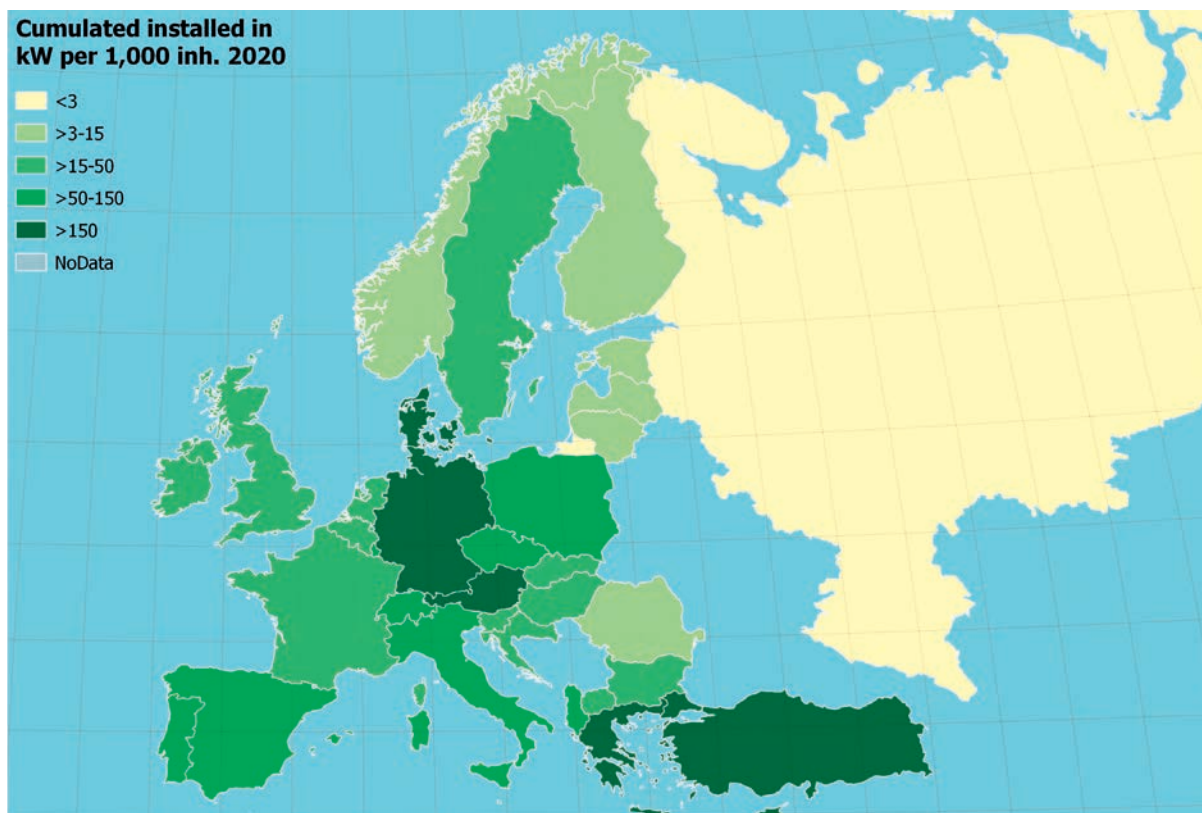 Cumulated installed in
kW per 1,000 inh. 2020
<3
>3-15
>15-50
>50-150
>150
NoData